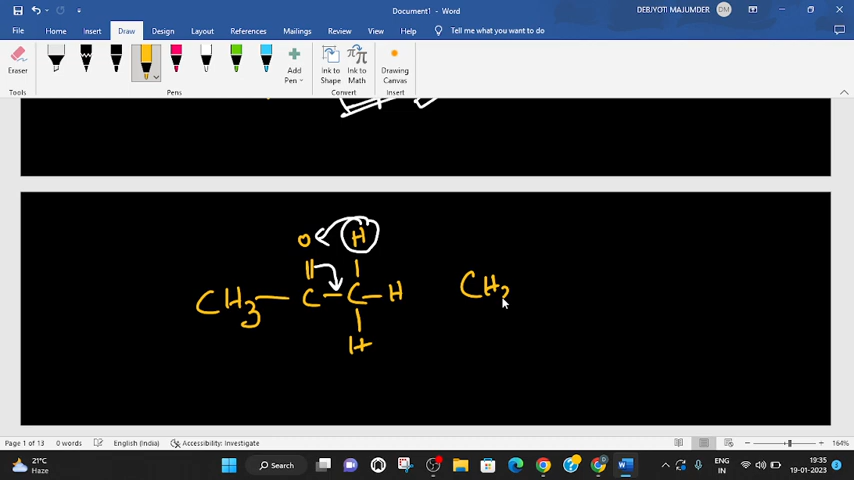 Document1 - Word
DEBJYOTI MAJUMDER DM
File Home Insert Draw Design Layout References Mailings Review View Help Tell me what you want to do
Eraser
Add Pen
Ink to Shape
Ink to Math
Drawing Canvas
Tools
Pens
Convert
Insert
O H
|| |
CH3 — C — C — H CH2
|
H
Page 1 of 13 0 words English (India) Accessibility: Investigate 164%
21°C
Haze
Search
ENG
IN
19:35
19-01-2023